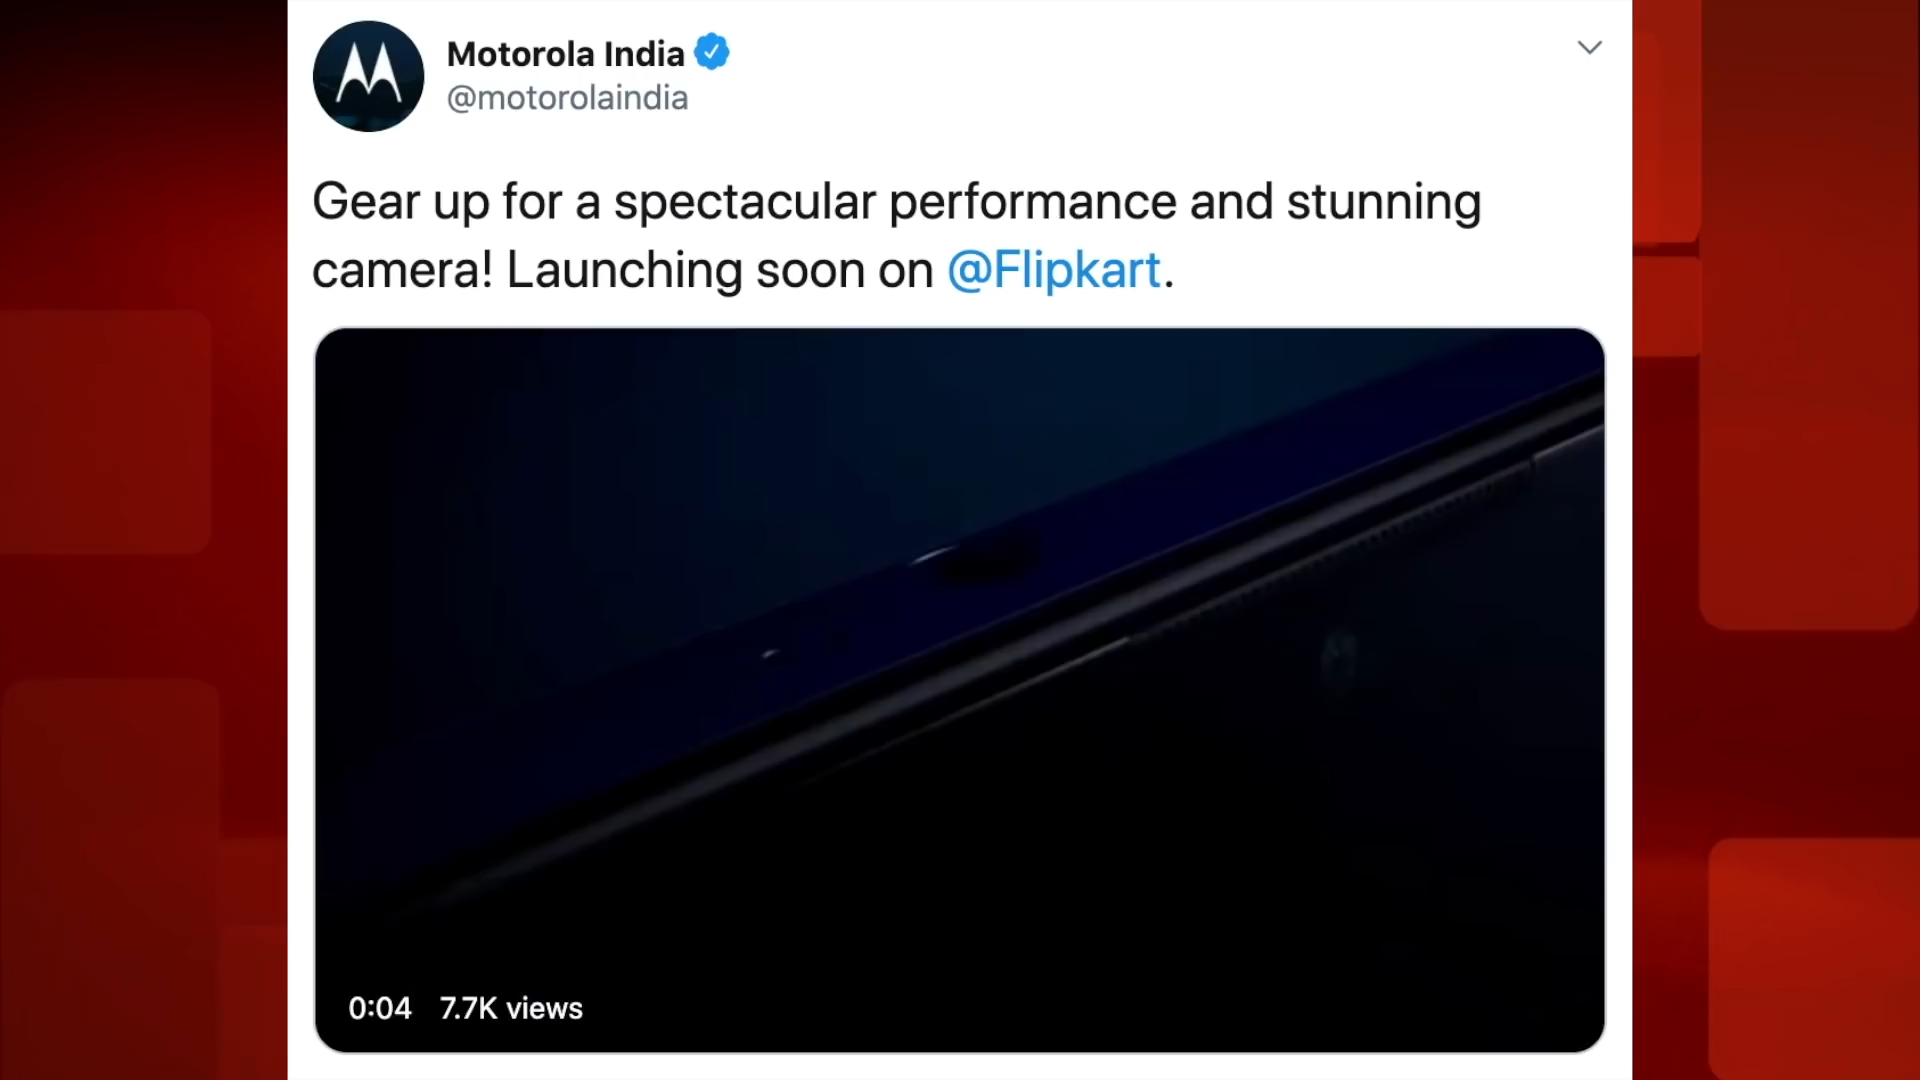 Motorola India
@motorolaindia
Gear up for a spectacular performance and stunning
camera! Launching soon on @Flipkart.
0:04 7.7K views